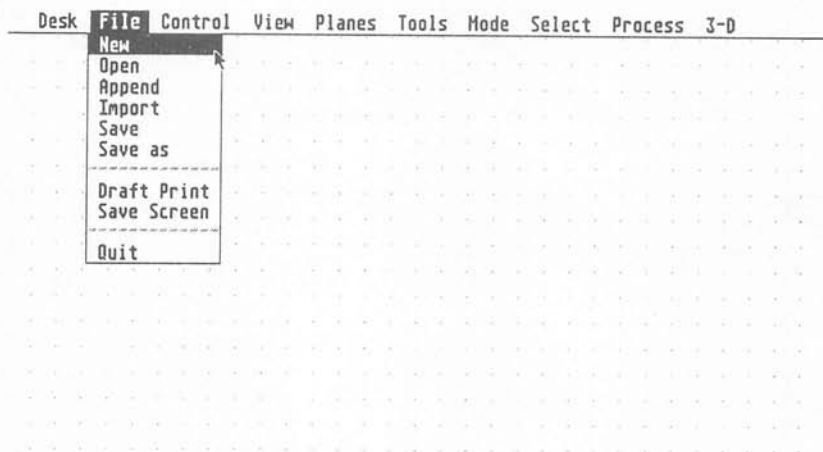 Desk File Control View Planes Tools Mode Select Process 3-D
New
Open
Append
Import
Save
Save as
Draft Print
Save Screen
Quit